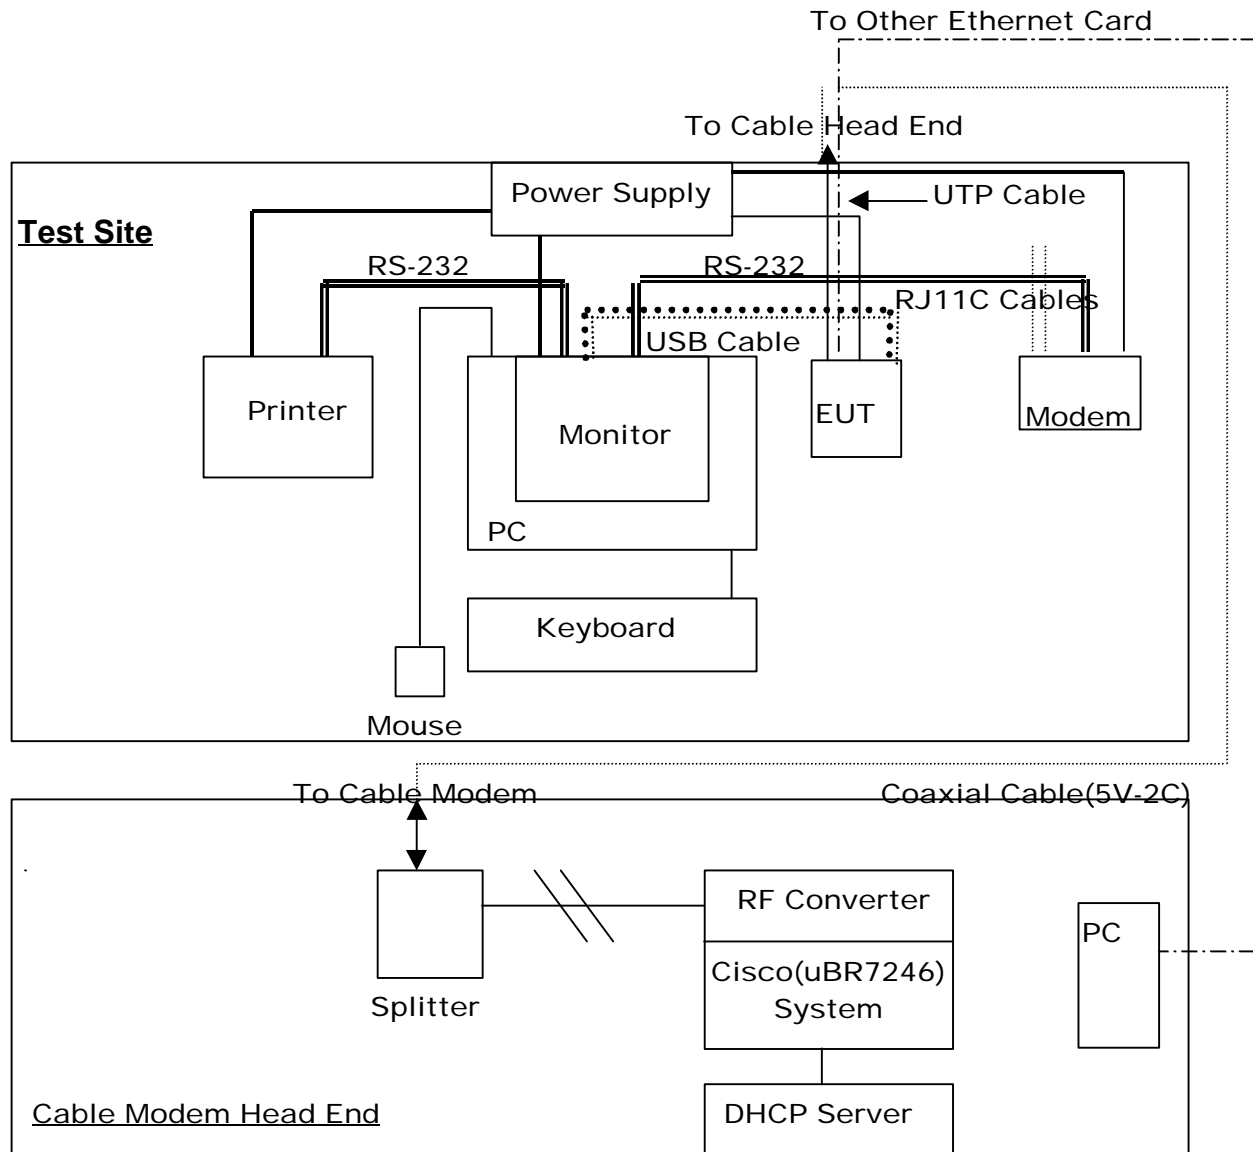 To Other Ethernet Card
To Cable Head End
Power Supply
UTP Cable
Test Site
RS-232
RS-232
RJ11C Cables
USB Cable
Printer
Monitor
EUT
Modem
PC
Keyboard
Mouse
To Cable Modem
Coaxial Cable(5V-2C)
RF Converter
PC
Cisco(uBR7246)
System
Splitter
Cable Modem Head End
DHCP Server